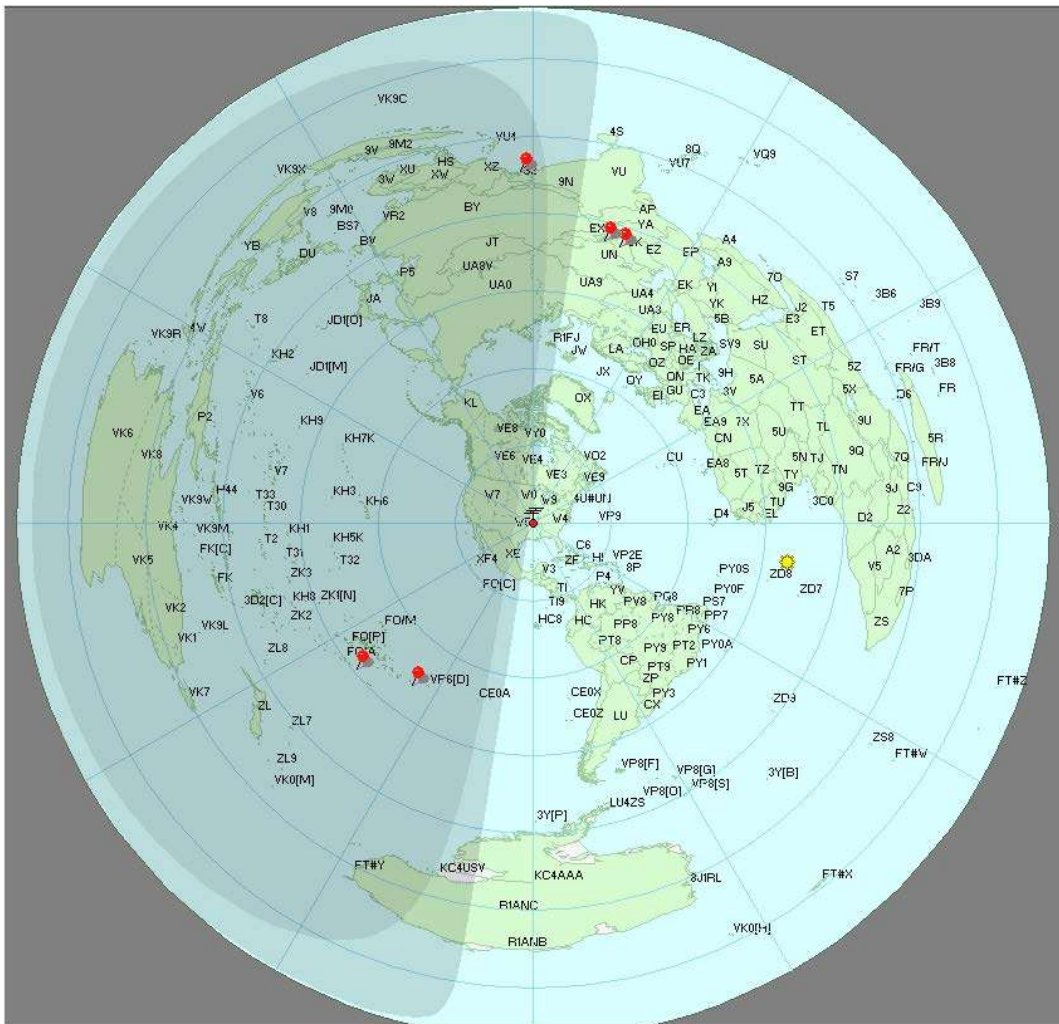 VK9C
4S
VU4
9V 9M2
8Q
VU7
VQ9
HS
XZ
VU
VK9X
XU
XW
3W
9N
BY
AP
V8
9M0
VR2
BS7
YA
EX
YB
BV
JT
UN
EZ
A4
DU
EP
A9
UA8V
P5
UA9
7O
S7
EK
YI
UA0
UA4
HZ
J2
T5
3B6
JA
YK
3B9
UA3
5B
E3
ET
4W
T8
JD1[O]
VK9R
EU
ER
R1FJ
LZ
SU
OH0
SV9
LA
SP
HA
ZA
ST
5Z
FR/T
JW
KH2
OZ
OE
FR/G
3B8
JD1[M]
JX
OY
ON
TK
9H
5A
5X
FR
V6
GU
3V
KL
OX
EI
C3
TT
P2
EA
9U
KH9
EA9
7X
TL
VK6
VE8
VY0
5U
5R
KH7K
CN
9Q
VK8
VE6
VE4
VO2
CU
5N
TJ
7Q
EA8
FR/J
V7
5T
TZ
TY
TN
VE3
VE9
H44
KH3
9G
9J
C9
T33
W7
W0
W9
4U#UN
VK9W
KH6
TU
3C0
T30
J5
Z2
VK4
VK9M
KH1
W4
VP9
D4
EL
D2
T2
KH5K
FK[C]
C6
A2
3DA
VK5
T31
T32
XF4
XE
ZF
HI
VP2E
V5
FK
ZK3
V3
8P
PY0S
ZD8
P4
FO[C]
TI
YV
PY0F
ZD7
7P
3D2[C]
KH8
ZK1[N]
TI9
HK
PV8
PS7
VK2
ZK2
HC8
HC
PP8
PY8
PR8
PP7
ZS
VK9L
FO/M
VK1
PY6
FO[P]
PT8
PY9
PT2
PY0A
ZL8
CP
PT9
PY1
ZP
VP6[D]
CE0A
CE0X
PY3
VK7
ZL
CX
ZD9
CE0Z
LU
ZL7
ZS8
FT#W
FT#Z
ZL9
VP8[F]
VP8[G]
3Y[B]
VK0[M]
VP8[O]
VP8[S]
LU4ZS
3Y[P]
FT#Y
KC4USV
KC4AAA
8J1RL
FT#X
R1ANC
VK0[H]
R1ANB